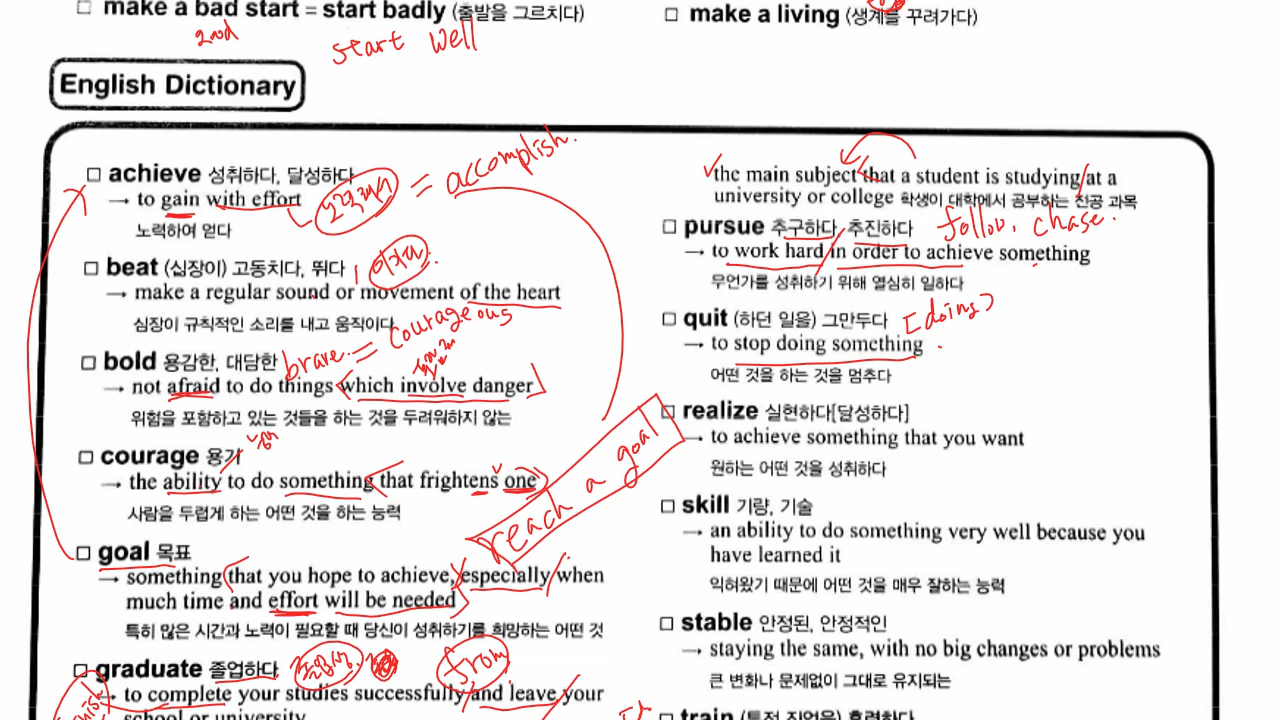 □ make a bad start = start badly (출발을 그르치다)
2nd
start well
English Dictionary
□ achieve 성취하다, 달성하다
= accomplish.
→ to gain with effort
노력하여 얻다
□ beat (심장이) 고동치다, 뛰다, 이기다.
→ make a regular sound or movement of the heart
심장이 규칙적인 소리를 내고 움직이다
□ bold 용감한, 대담한 brave. = courageous
→ not afraid to do things which involve danger
위험을 포함하고 있는 것들을 하는 것을 두려워하지 않는
□ courage 용기
→ the ability to do something that frightens one
사람을 두렵게 하는 어떤 것을 하는 능력
reach a goal
□ goal 목표
→ something that you hope to achieve, especially when
much time and effort will be needed
특히 많은 시간과 노력이 필요할 때 당신이 성취하기를 희망하는 어떤 것
□ graduate 졸업하다 졸업생, from
→ to complete your studies successfully and leave your
school or university
□ make a living (생계를 꾸려가다)
the main subject that a student is studying at a
university or college 학생이 대학에서 공부하는 전공 과목
□ pursue 추구하다, 추진하다 follow, chase.
→ to work hard in order to achieve something
무언가를 성취하기 위해 열심히 일하다
□ quit (하던 일을) 그만두다 [doing]
→ to stop doing something
어떤 것을 하는 것을 멈추다
□ realize 실현하다[달성하다]
→ to achieve something that you want
원하는 어떤 것을 성취하다
□ skill 기량, 기술
→ an ability to do something very well because you
have learned it
익혀왔기 때문에 어떤 것을 매우 잘하는 능력
□ stable 안정된, 안정적인
→ staying the same, with no big changes or problems
큰 변화나 문제없이 그대로 유지되는
□ train (특정 직업을) 훈련하다